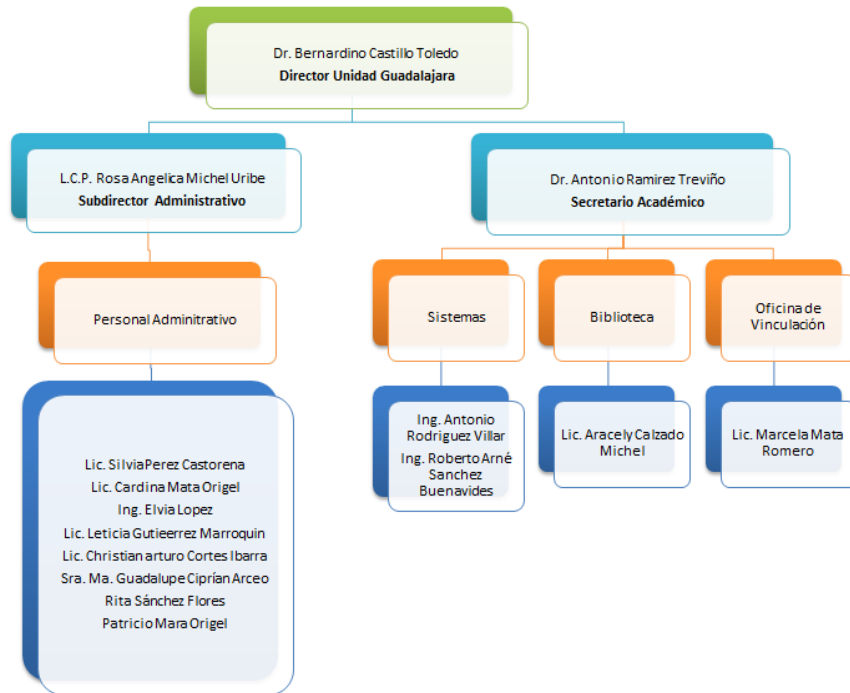 Dr. Bernardino Castillo Toledo
Director Unidad Guadalajara
L.C.P. Rosa Angelica Michel Uribe
Subdirector Administrativo
Dr. Antonio Ramirez Treviño
Secretario Académico
Personal Adminitrativo
Sistemas
Biblioteca
Oficina de
Vinculación
Lic. Silvia Perez Castorena
Lic. Cardina Mata Origel
Ing. Elvia Lopez
Lic. Leticia Gutieerrez Marroquin
Lic. Christian arturo Cortes Ibarra
Sra. Ma. Guadalupe Ciprían Arceo
Rita Sánchez Flores
Patricio Mara Origel
Ing. Antonio
Rodriguez Villar
Ing. Roberto Arné
Sanchez
Buenavides
Lic. Aracely Calzado
Michel
Lic. Marcela Mata
Romero